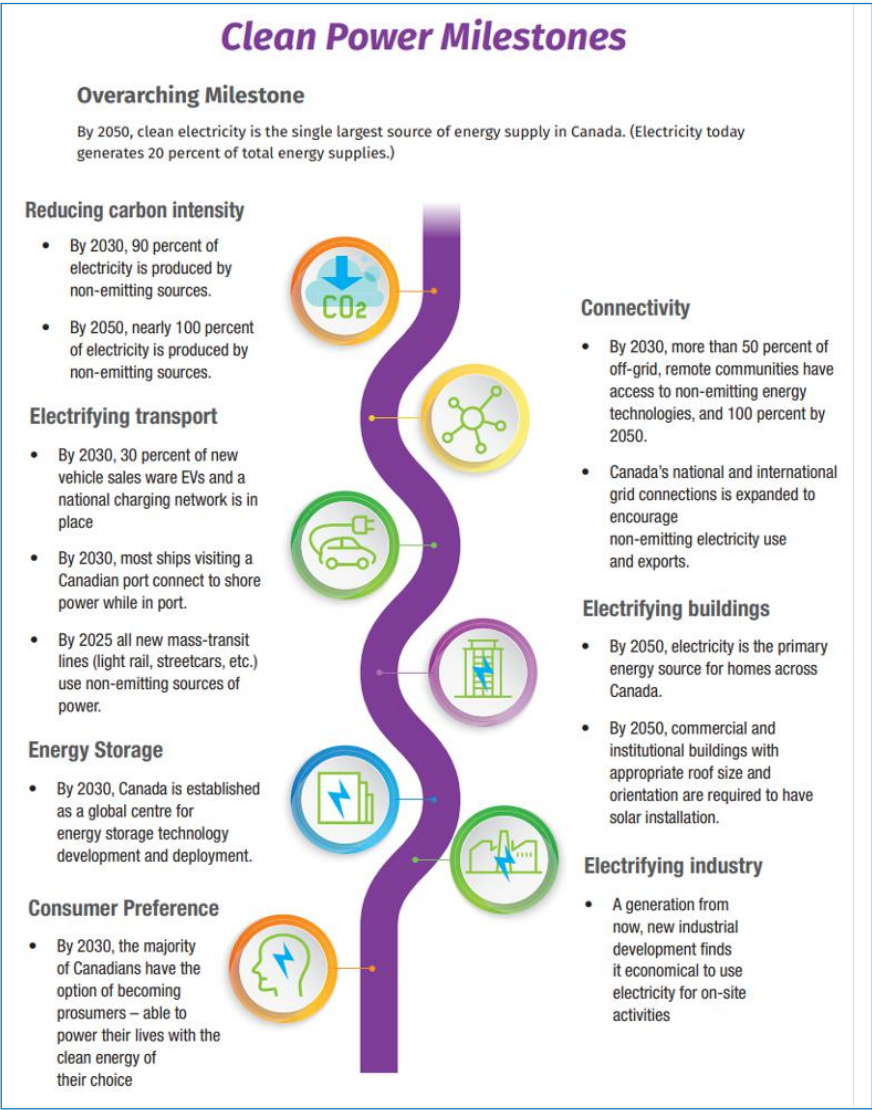 Clean Power Milestones
Overarching Milestone
By 2050, clean electricity is the single largest source of energy supply in Canada. (Electricity today
generates 20 percent of total energy supplies.)
Reducing carbon intensity
• By 2030, 90 percent of
electricity is produced by
non-emitting sources.
• By 2050, nearly 100 percent
of electricity is produced by
non-emitting sources.
CO2
Electrifying transport
• By 2030, 30 percent of new
vehicle sales ware EVs and a
national charging network is in
place
• By 2030, most ships visiting a
Canadian port connect to shore
power while in port.
• By 2025 all new mass-transit
lines (light rail, streetcars, etc.)
use non-emitting sources of
power.
Energy Storage
• By 2030, Canada is established
as a global centre for
energy storage technology
development and deployment.
Consumer Preference
• By 2030, the majority
of Canadians have the
option of becoming
prosumers – able to
power their lives with the
clean energy of
their choice
Connectivity
• By 2030, more than 50 percent of
off-grid, remote communities have
access to non-emitting energy
technologies, and 100 percent by
2050.
• Canada's national and international
grid connections is expanded to
encourage
non-emitting electricity use
and exports.
Electrifying buildings
• By 2050, electricity is the primary
energy source for homes across
Canada.
• By 2050, commercial and
institutional buildings with
appropriate roof size and
orientation are required to have
solar installation.
Electrifying industry
• A generation from
now, new industrial
development finds
it economical to use
electricity for on-site
activities